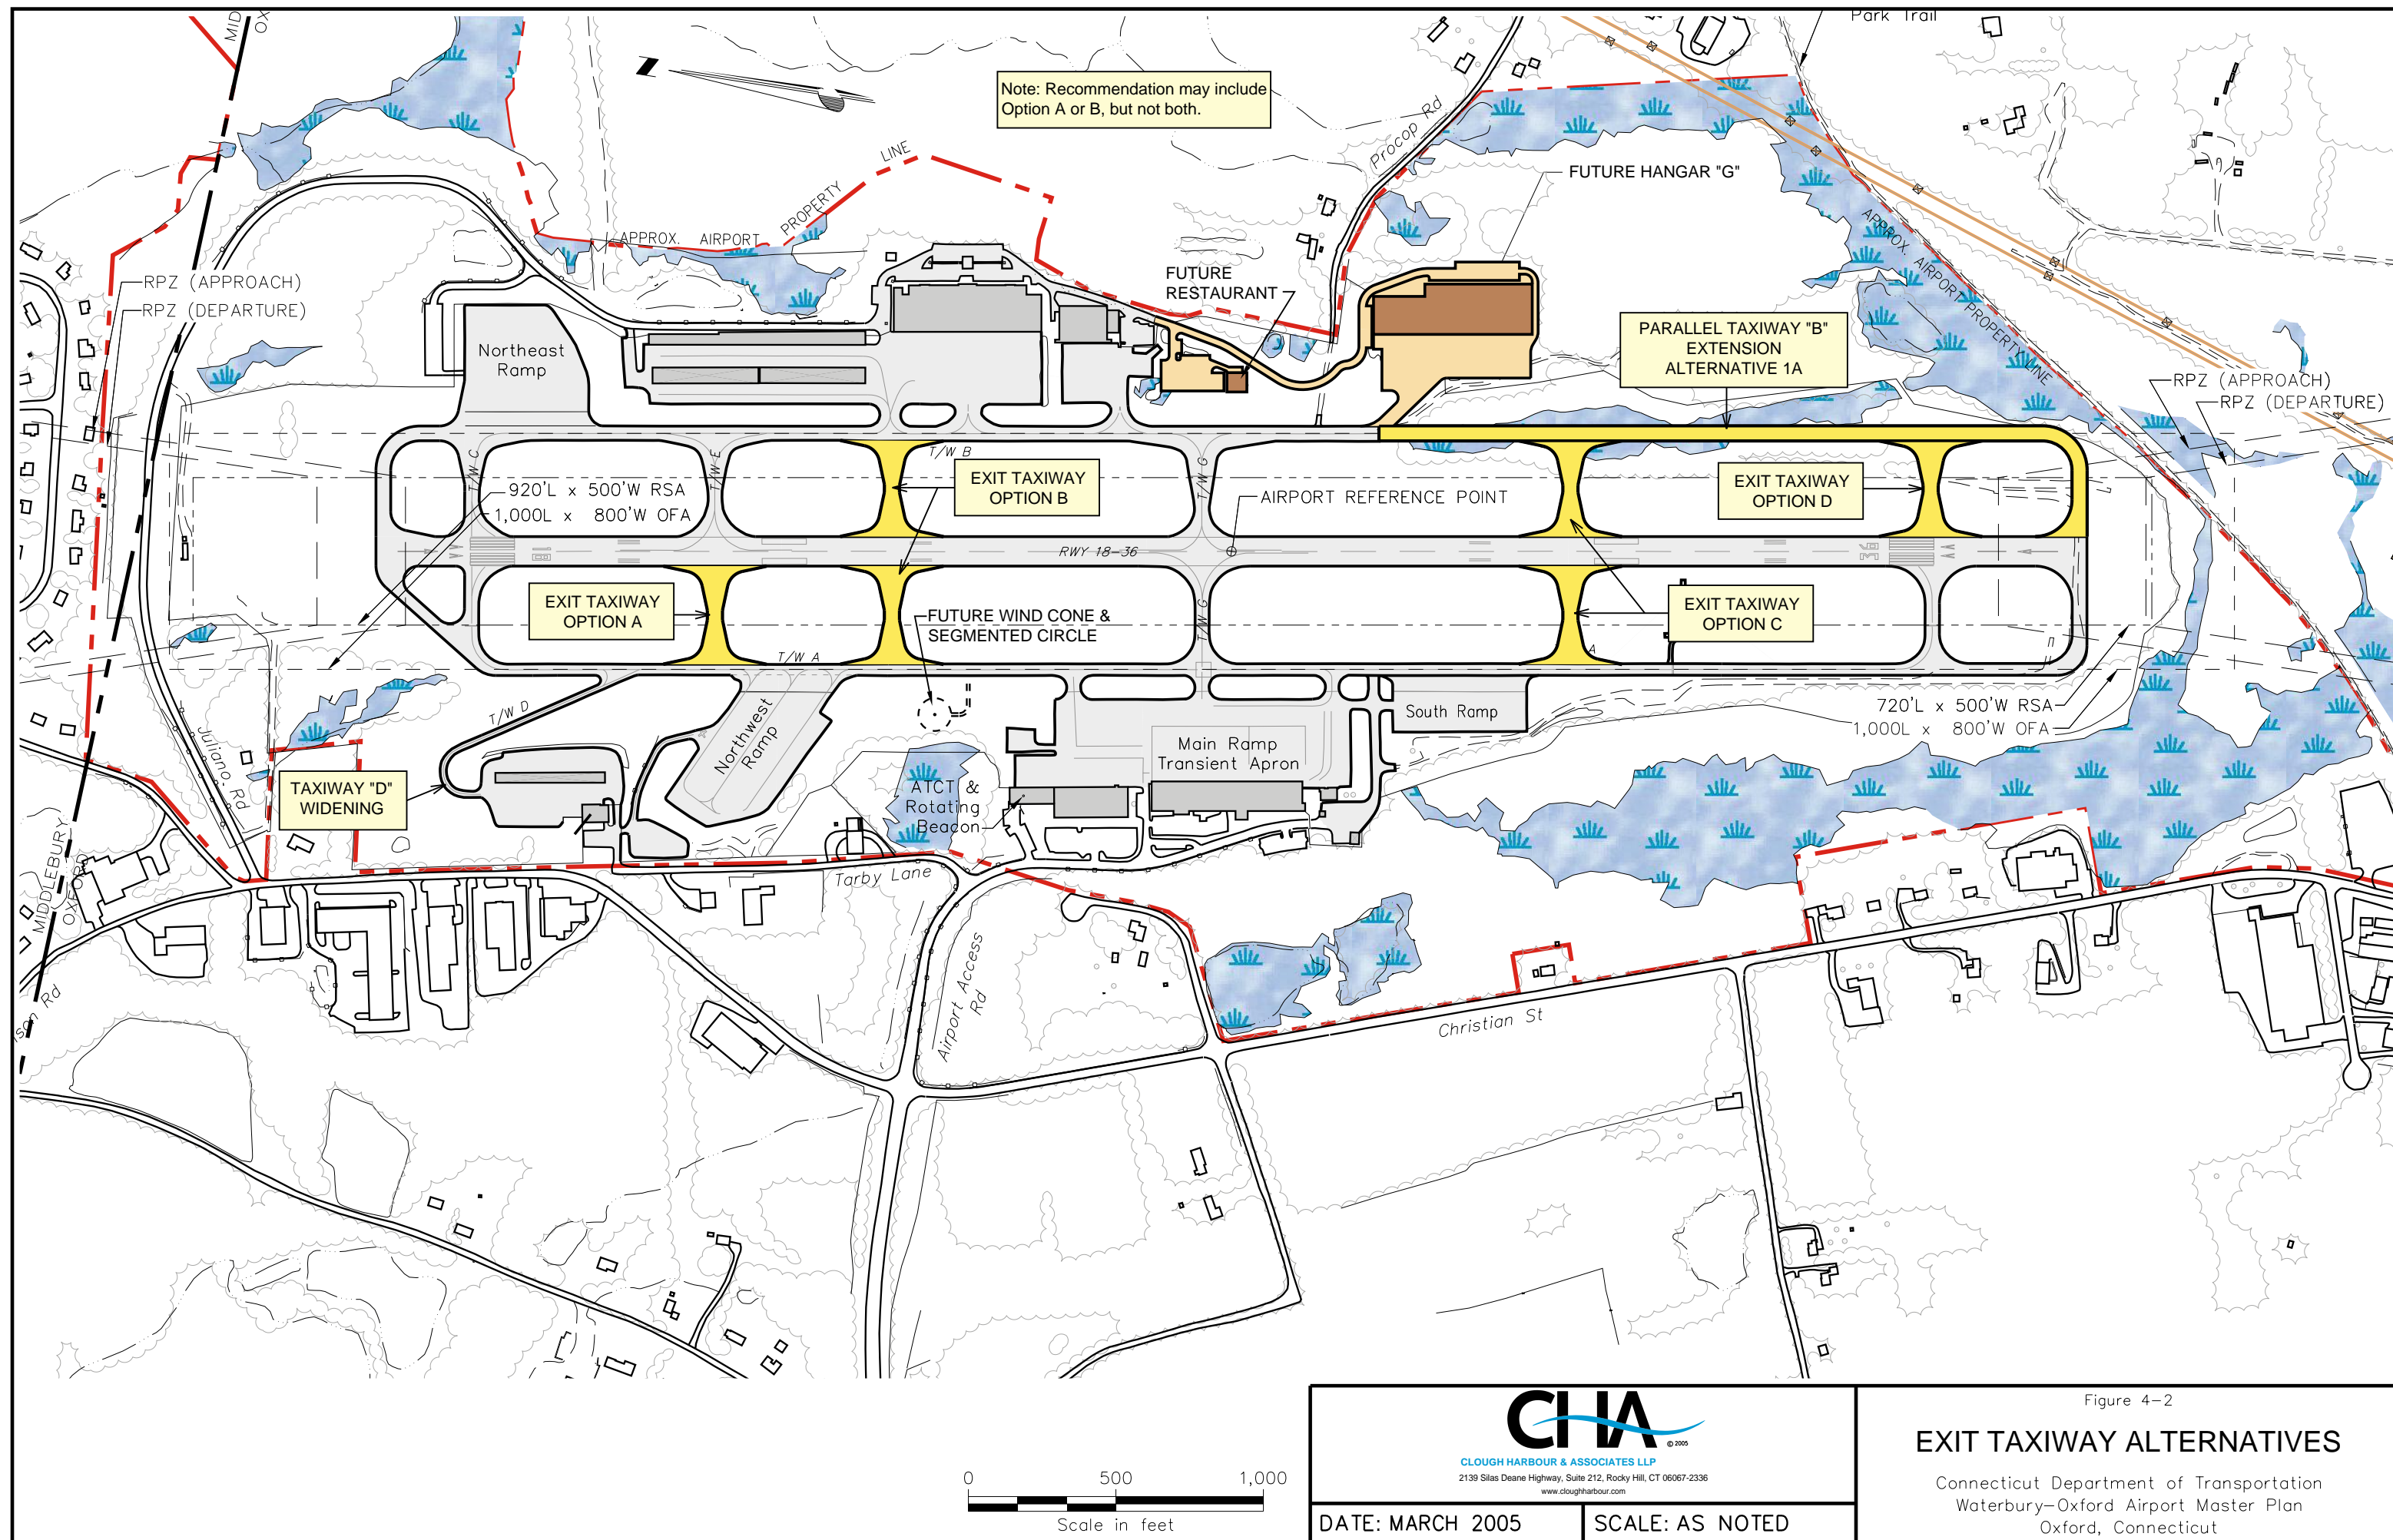 Park Trail
MID
OX
Note: Recommendation may include
Option A or B, but not both.
Procop Rd
LINE
PROPERTY
APPROX. AIRPORT
FUTURE HANGAR "G"
APPROX. AIRPORT PROPERTY LINE
RPZ (APPROACH)
RPZ (DEPARTURE)
FUTURE
RESTAURANT
Northeast
Ramp
PARALLEL TAXIWAY "B"
EXTENSION
ALTERNATIVE 1A
RPZ (APPROACH)
RPZ (DEPARTURE)
T/W C
T/W E
T/W B
T/W G
920'L x 500'W RSA
1,000L x 800'W OFA
EXIT TAXIWAY
OPTION B
AIRPORT REFERENCE POINT
EXIT TAXIWAY
OPTION D
18
RWY 18-36
36
EXIT TAXIWAY
OPTION A
FUTURE WIND CONE &
SEGMENTED CIRCLE
T/W G
EXIT TAXIWAY
OPTION C
T/W A
A
T/W D
Northwest
Ramp
South Ramp
720'L x 500'W RSA
1,000L x 800'W OFA
Juliano. Rd
Main Ramp
Transient Apron
TAXIWAY "D"
WIDENING
ATCT &
Rotating
Beacon
MIDDLEBURY
OXFORD
Tarby Lane
Airport Access
Rd
son Rd
Christian St
0 500 1,000
Scale in feet
CHA
© 2005
CLOUGH HARBOUR & ASSOCIATES LLP
2139 Silas Deane Highway, Suite 212, Rocky Hill, CT 06067-2336
www.cloughharbour.com
DATE: MARCH 2005
SCALE: AS NOTED
Figure 4-2
EXIT TAXIWAY ALTERNATIVES
Connecticut Department of Transportation
Waterbury-Oxford Airport Master Plan
Oxford, Connecticut